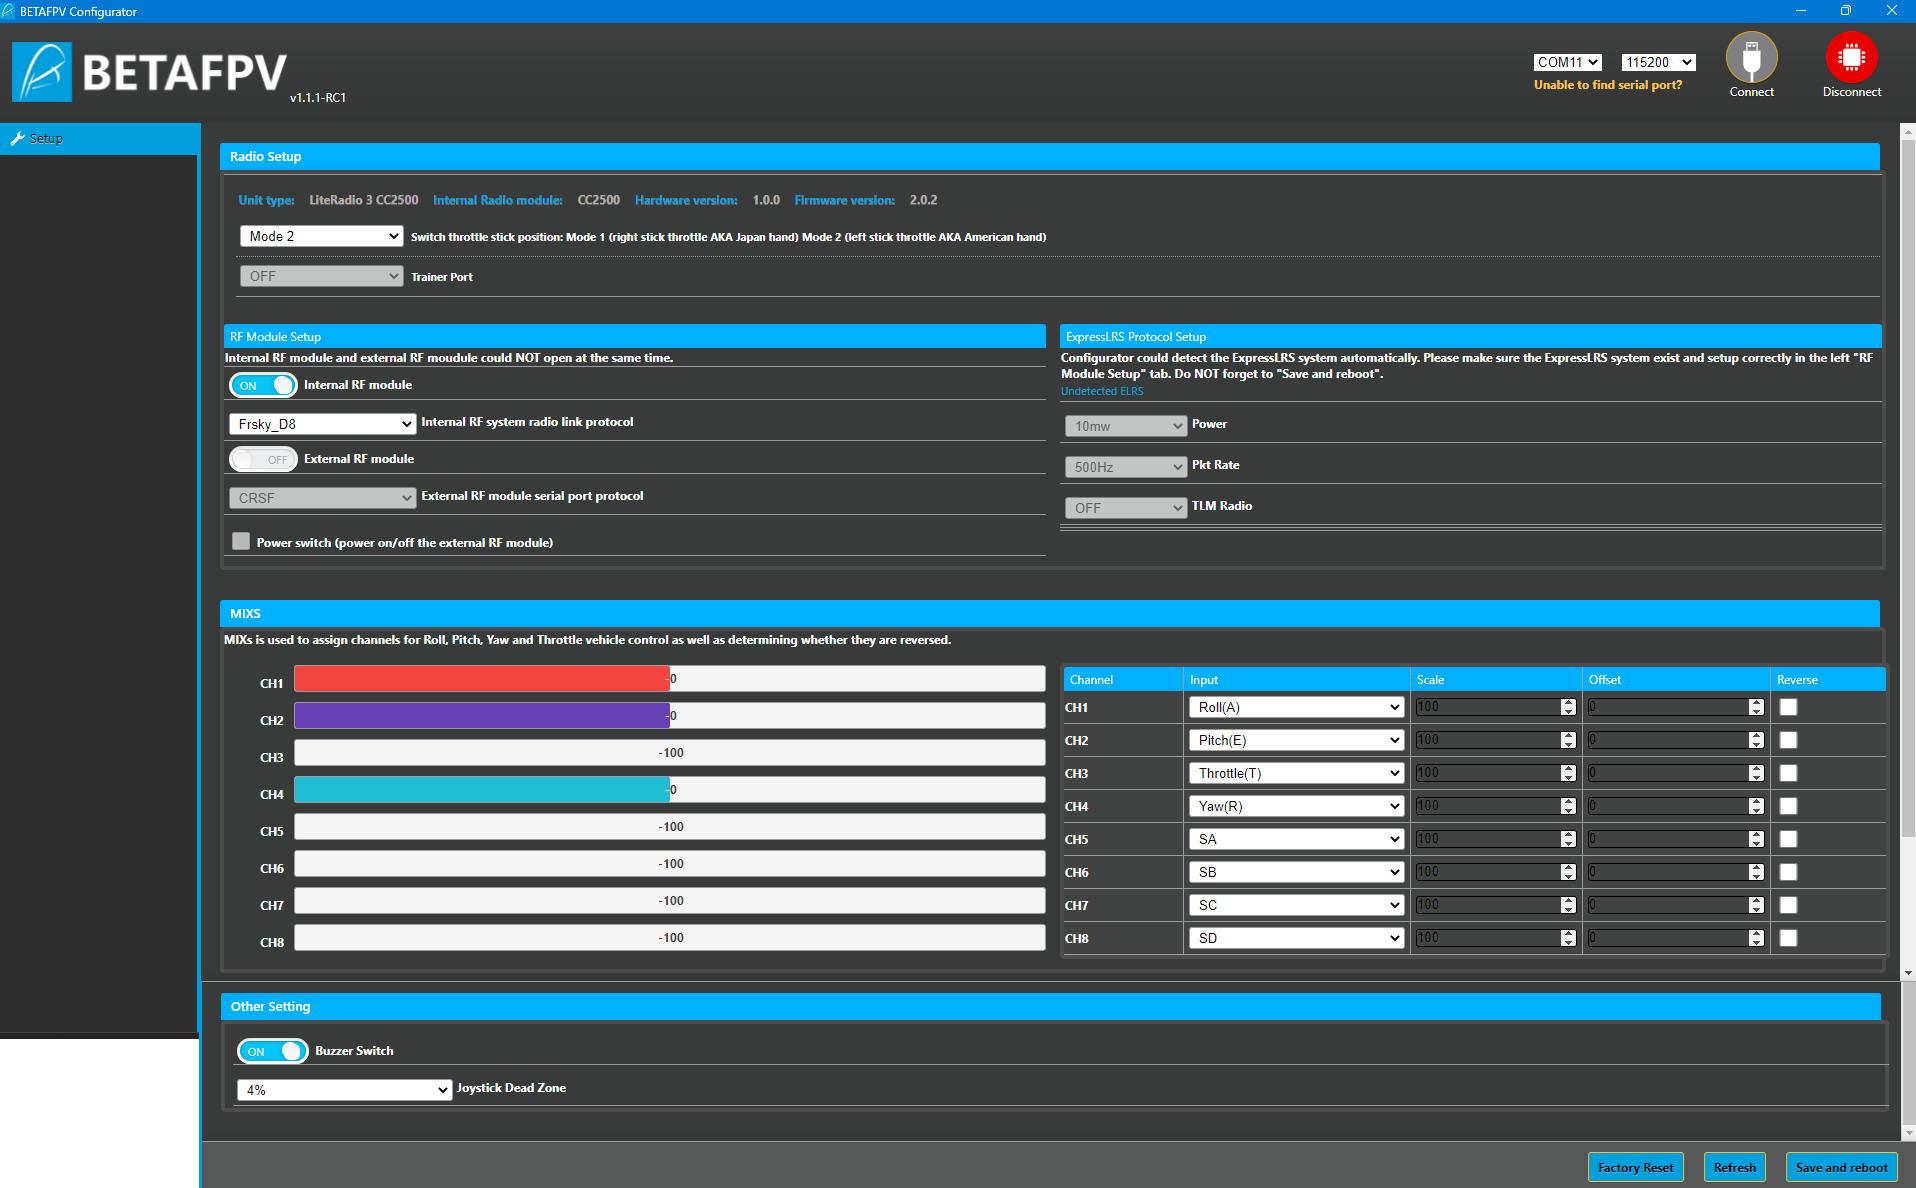 BETAFPV Configurator
BETAFPV
v1.1.1-RC1
COM11
115200
Unable to find serial port?
Connect
Disconnect
Setup
Radio Setup
Unit type: LiteRadio 3 CC2500 Internal Radio module: CC2500 Hardware version: 1.0.0 Firmware version: 2.0.2
Mode 2 Switch throttle stick position: Mode 1 (right stick throttle AKA Japan hand) Mode 2 (left stick throttle AKA American hand)
OFF Trainer Port
RF Module Setup
Internal RF module and external RF moudule could NOT open at the same time.
ON Internal RF module
Frsky_D8 Internal RF system radio link protocol
OFF External RF module
CRSF External RF module serial port protocol
Power switch (power on/off the external RF module)
ExpressLRS Protocol Setup
Configurator could detect the ExpressLRS system automatically. Please make sure the ExpressLRS system exist and setup correctly in the left "RF
Module Setup" tab. Do NOT forget to "Save and reboot".
Undetected ELRS
10mw Power
500Hz Pkt Rate
OFF TLM Radio
MIXS
MIXs is used to assign channels for Roll, Pitch, Yaw and Throttle vehicle control as well as determining whether they are reversed.
CH1 -0
CH2 -0
CH3 -100
CH4 -0
CH5 -100
CH6 -100
CH7 -100
CH8 -100
Channel Input Scale Offset Reverse
CH1 Roll(A) 100 0
CH2 Pitch(E) 100 0
CH3 Throttle(T) 100 0
CH4 Yaw(R) 100 0
CH5 SA 100 0
CH6 SB 100 0
CH7 SC 100 0
CH8 SD 100 0
Other Setting
ON Buzzer Switch
4% Joystick Dead Zone
Factory Reset Refresh Save and reboot